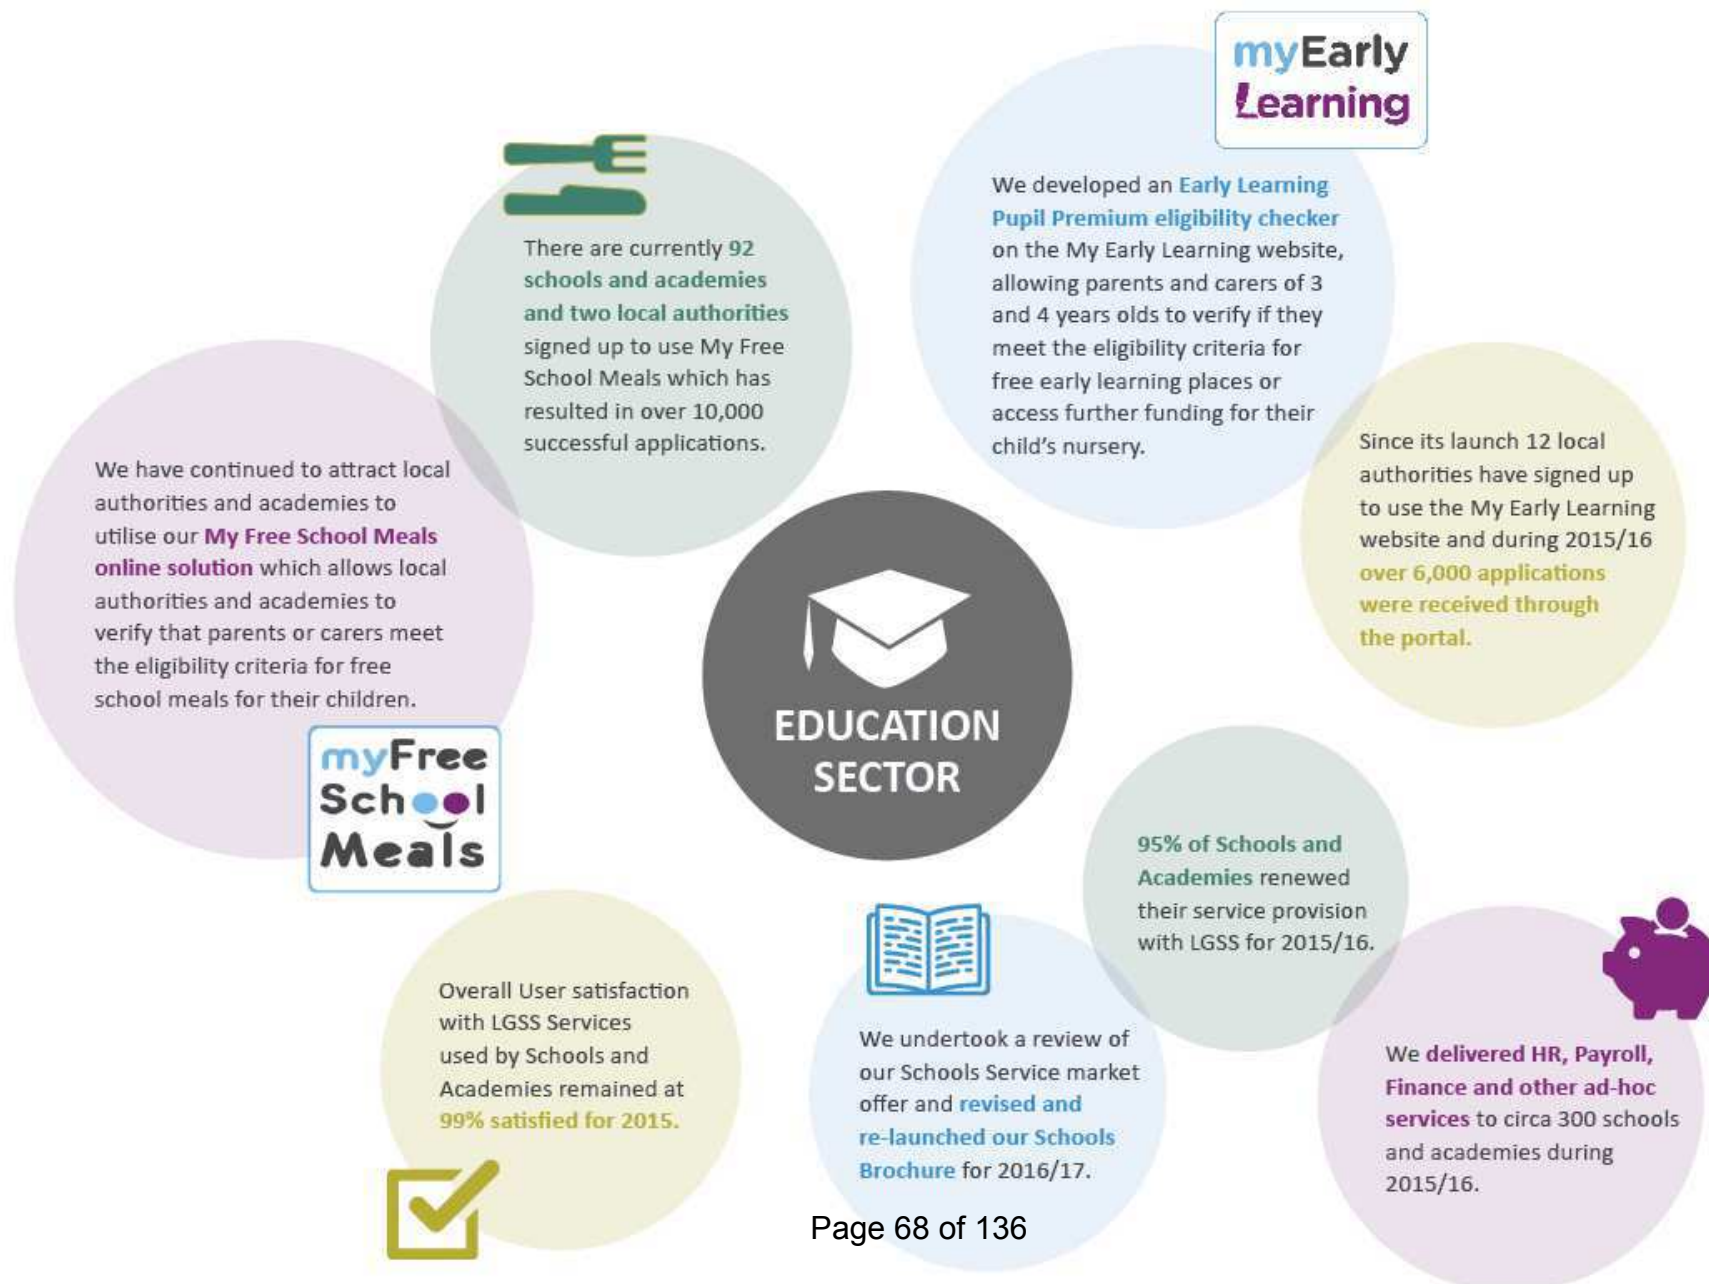 myEarly
Learning
We developed an Early Learning
Pupil Premium eligibility checker
on the My Early Learning website,
allowing parents and carers of 3
and 4 years olds to verify if they
meet the eligibility criteria for
free early learning places or
access further funding for their
child's nursery.
There are currently 92
schools and academies
and two local authorities
signed up to use My Free
School Meals which has
resulted in over 10,000
successful applications.
We have continued to attract local
authorities and academies to
utilise our My Free School Meals
online solution which allows local
authorities and academies to
verify that parents or carers meet
the eligibility criteria for free
school meals for their children.
myFree
School
Meals
Since its launch 12 local
authorities have signed up
to use the My Early Learning
website and during 2015/16
over 6,000 applications
were received through
the portal.
EDUCATION
SECTOR
95% of Schools and
Academies renewed
their service provision
with LGSS for 2015/16.
Overall User satisfaction
with LGSS Services
used by Schools and
Academies remained at
99% satisfied for 2015.
We undertook a review of
our Schools Service market
offer and revised and
re-launched our Schools
Brochure for 2016/17.
We delivered HR, Payroll,
Finance and other ad-hoc
services to circa 300 schools
and academies during
2015/16.
Page 68 of 136